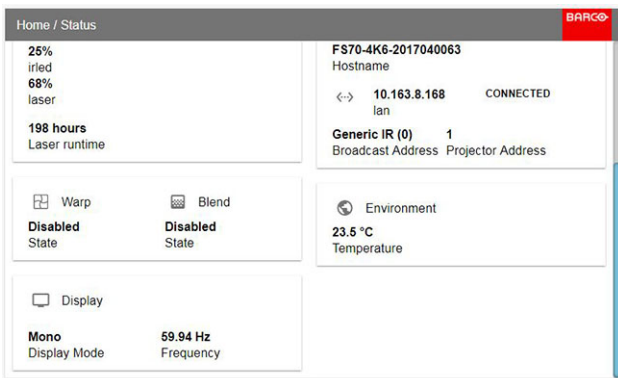 Home / Status
BARCO
25%
irled
68%
laser
198 hours
Laser runtime
FS70-4K6-2017040063
Hostname
10.163.8.168 CONNECTED
lan
Generic IR (0) 1
Broadcast Address Projector Address
Warp Blend
Disabled Disabled
State State
Environment
23.5 °C
Temperature
Display
Mono 59.94 Hz
Display Mode Frequency